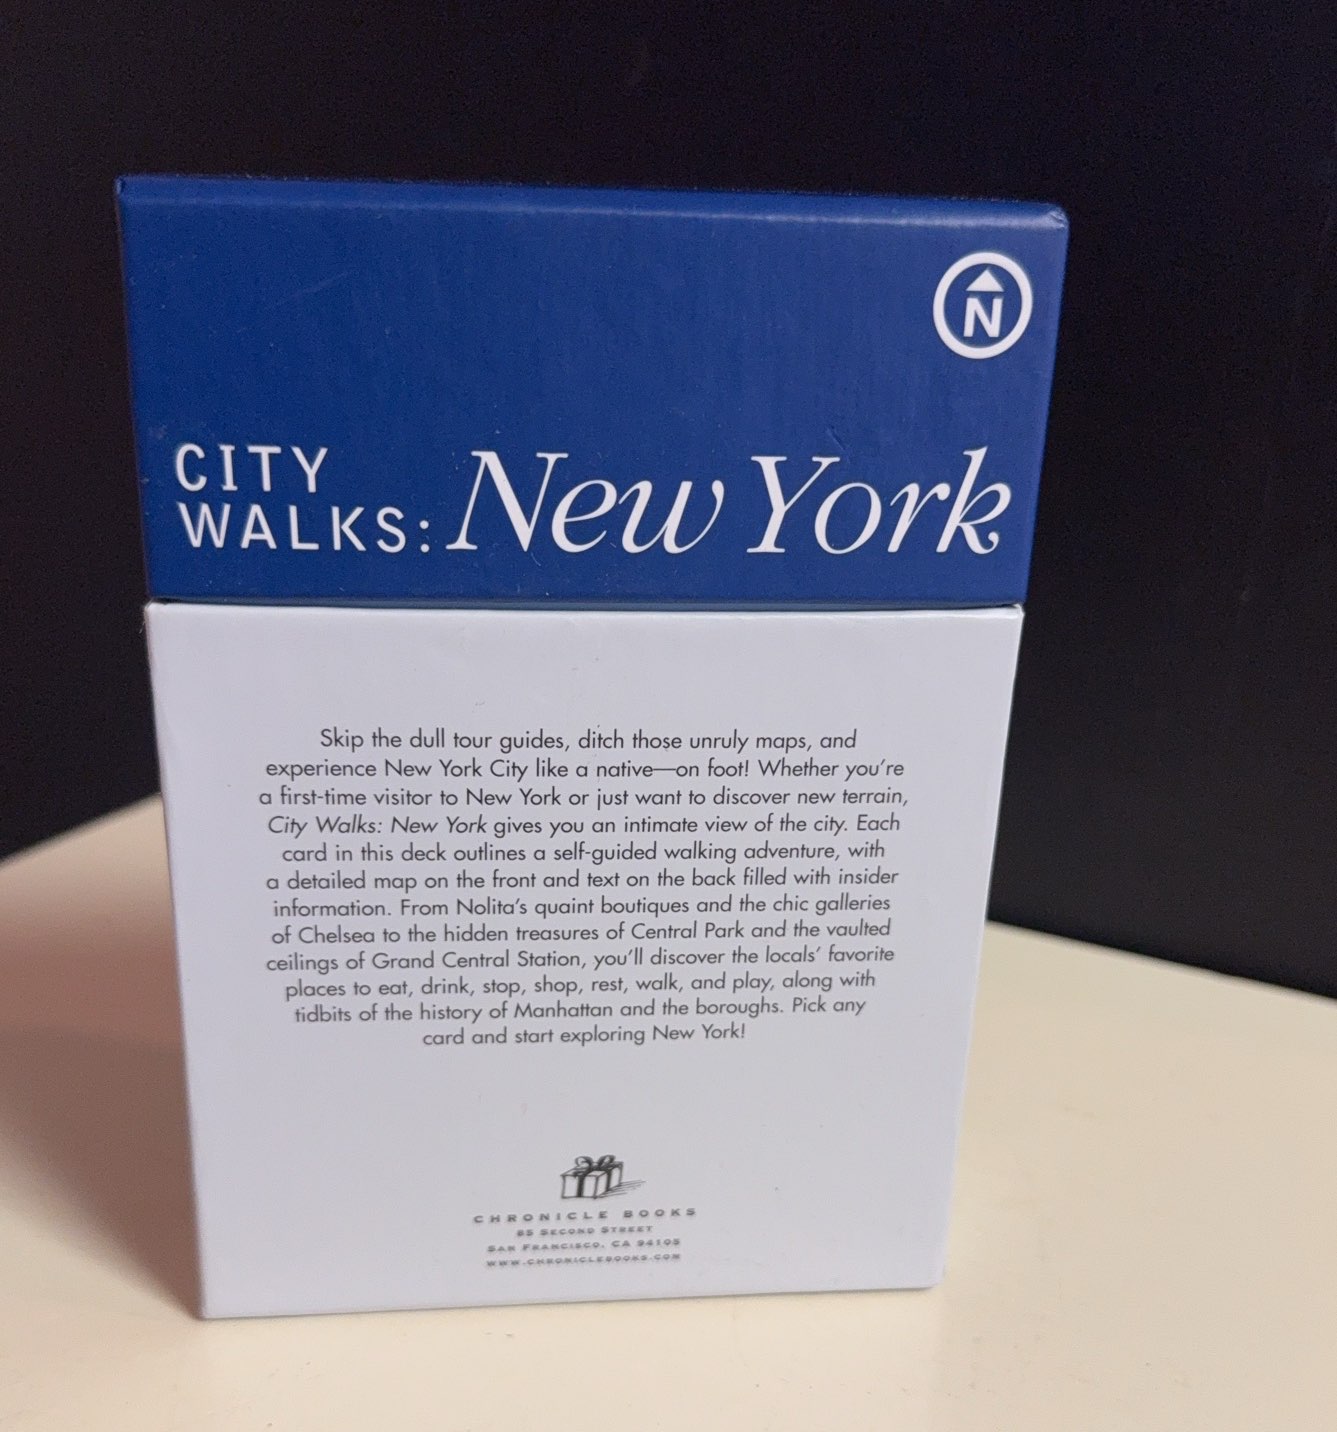 N
CITY
WALKS: New York
Skip the dull tour guides, ditch those unruly maps, and
experience New York City like a native—on foot! Whether you're
a first-time visitor to New York or just want to discover new terrain,
City Walks: New York gives you an intimate view of the city. Each
card in this deck outlines a self-guided walking adventure, with
a detailed map on the front and text on the back filled with insider
information. From Nolita's quaint boutiques and the chic galleries
of Chelsea to the hidden treasures of Central Park and the vaulted
ceilings of Grand Central Station, you'll discover the locals' favorite
places to eat, drink, stop, shop, rest, walk, and play, along with
tidbits of the history of Manhattan and the boroughs. Pick any
card and start exploring New York!
CHRONICLE BOOKS
85 SECOND STREET
SAN FRANCISCO, CA 94105
WWW.CHRONICLEBOOKS.COM